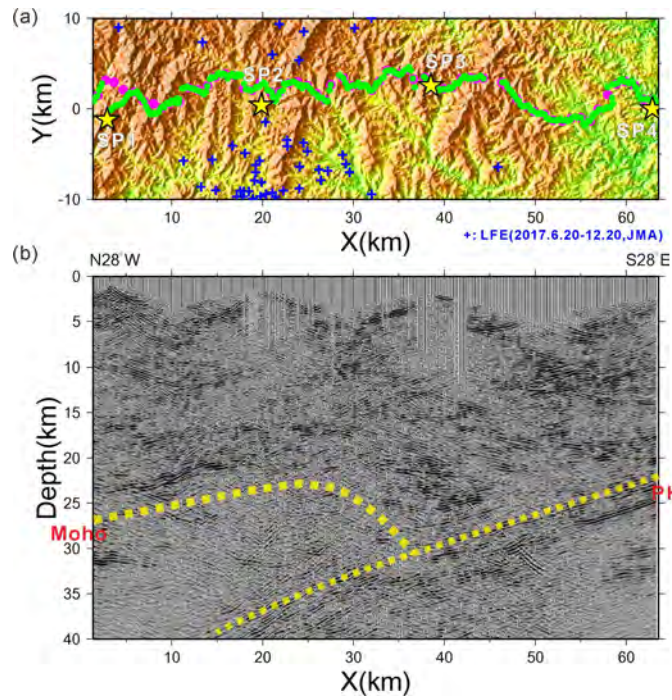 (a)
10
0
-10
Y(km)
SP1
SP2
SP3
SP4
10 20 30 40 50 60
X(km)
+: LFE(2017.6.20-12.20,JMA)
(b)
N28°W S28°E
0
5
10
15
20
25
30
35
40
Depth(km)
Moho
PH
10 20 30 40 50 60
X(km)